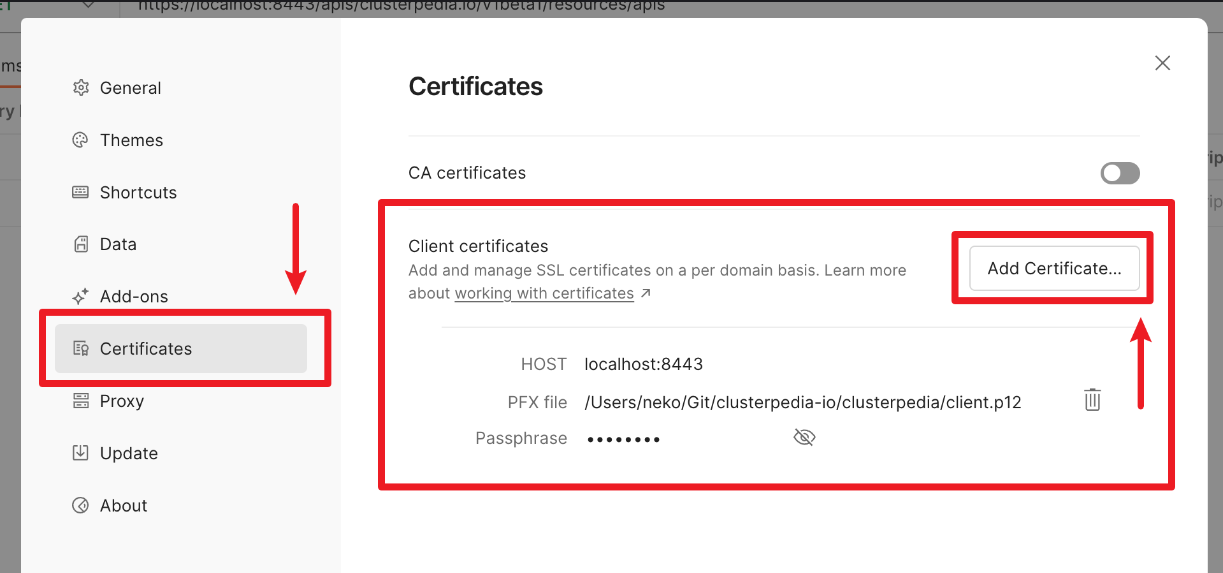 https://localhost:8443/apis/clusterpedia.io/v1beta1/resources/apis
General
Themes
Shortcuts
Data
Add-ons
Certificates
Proxy
Update
About
Certificates
CA certificates
Client certificates
Add and manage SSL certificates on a per domain basis. Learn more
about working with certificates ↗
Add Certificate...
HOST localhost:8443
PFX file /Users/neko/Git/clusterpedia-io/clusterpedia/client.p12
Passphrase ••••••••